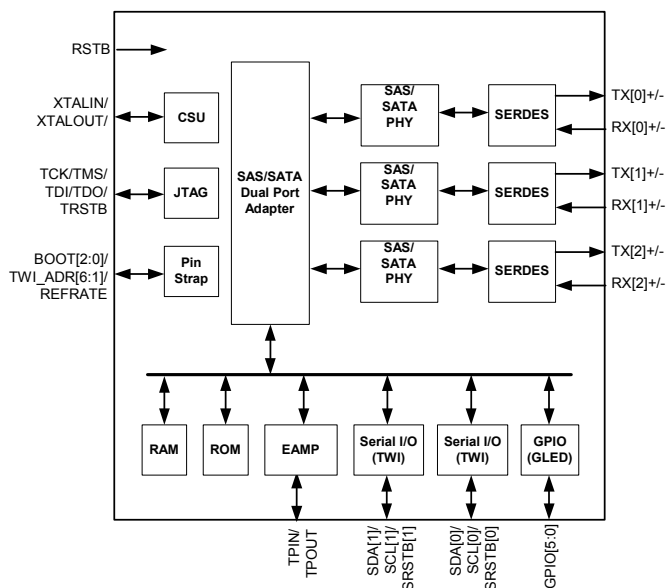 RSTB
XTALIN/
XTALOUT/
CSU
TCK/TMS/
TDI/TDO/
TRSTB
JTAG
BOOT[2:0]/
TWI_ADR[6:1]/
REFRATE
Pin
Strap
SAS/SATA
Dual Port
Adapter
SAS/
SATA
PHY
SERDES
TX[0]+/-
RX[0]+/-
SAS/
SATA
PHY
SERDES
TX[1]+/-
RX[1]+/-
SAS/
SATA
PHY
SERDES
TX[2]+/-
RX[2]+/-
RAM
ROM
EAMP
Serial I/O
(TWI)
Serial I/O
(TWI)
GPIO
(GLED)
TPIN/
TPOUT
SDA[1]/
SCL[1]/
SRSTB[1]
SDA[0]/
SCL[0]/
SRSTB[0]
GPIO[5:0]